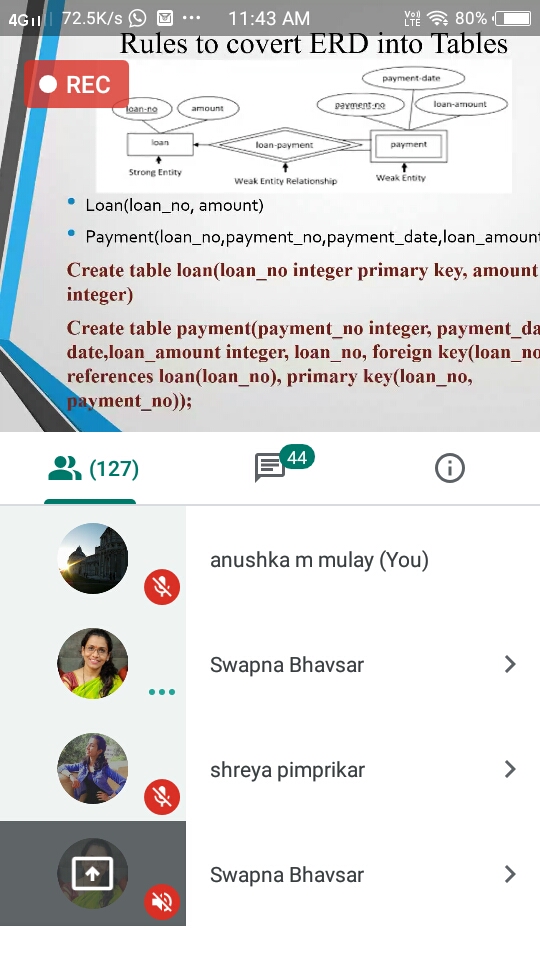 4G 72.5K/s ••• 11:43 AM VoJ LTE 80%
Rules to covert ERD into Tables
REC
payment-date
loan-no amount payment-no loan-amount
loan loan-payment payment
Strong Entity Weak Entity Relationship Weak Entity
• Loan(loan_no, amount)
• Payment(loan_no,payment_no,payment_date,loan_amount
Create table loan(loan_no integer primary key, amount
integer)
Create table payment(payment_no integer, payment_da
date,loan_amount integer, loan_no, foreign key(loan_no
references loan(loan_no), primary key(loan_no,
payment_no));
(127) 44
anushka m mulay (You)
Swapna Bhavsar
shreya pimprikar
Swapna Bhavsar